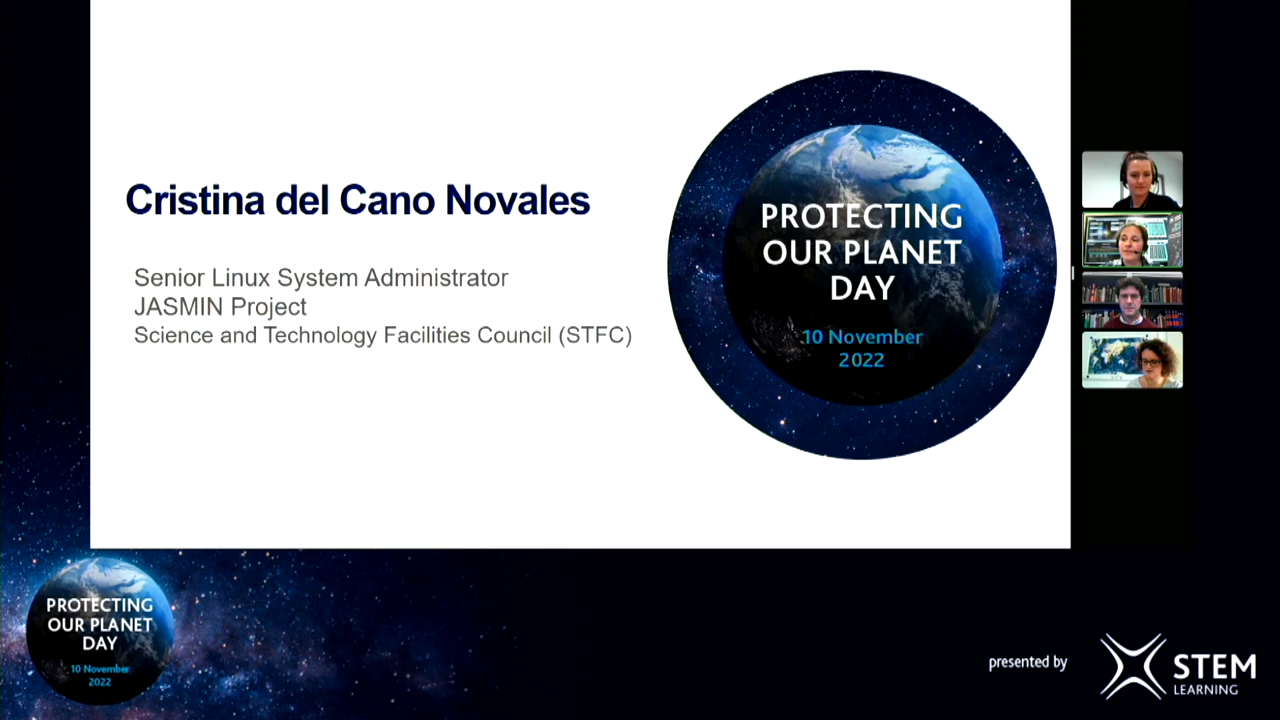 Cristina del Cano Novales
Senior Linux System Administrator
JASMIN Project
Science and Technology Facilities Council (STFC)
PROTECTING
OUR PLANET
DAY
10 November
2022
PROTECTING
OUR PLANET
DAY
10 November
2022
presented by
STEM
LEARNING